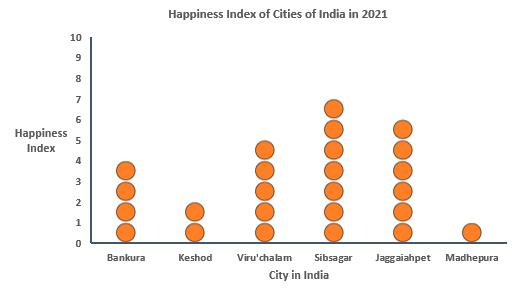 Happiness Index of Cities of India in 2021
10
9
8
7
6
5
4
3
2
1
0
Happiness
Index
Bankura Keshod Viru'chalam Sibsagar Jaggaiahpet Madhepura
City in India